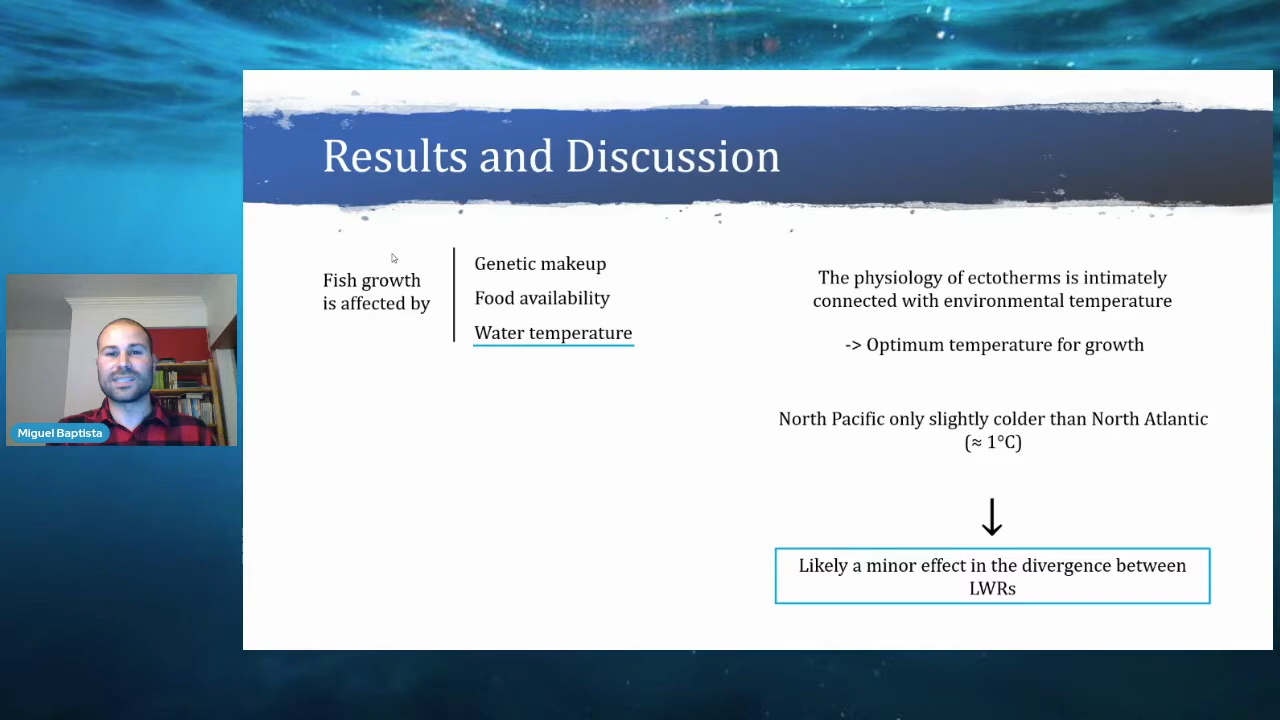 Results and Discussion
Fish growth
is affected by
Genetic makeup
Food availability
Water temperature
The physiology of ectotherms is intimately
connected with environmental temperature
-> Optimum temperature for growth
North Pacific only slightly colder than North Atlantic
(≈ 1°C)
↓
Likely a minor effect in the divergence between
LWRs
Miguel Baptista